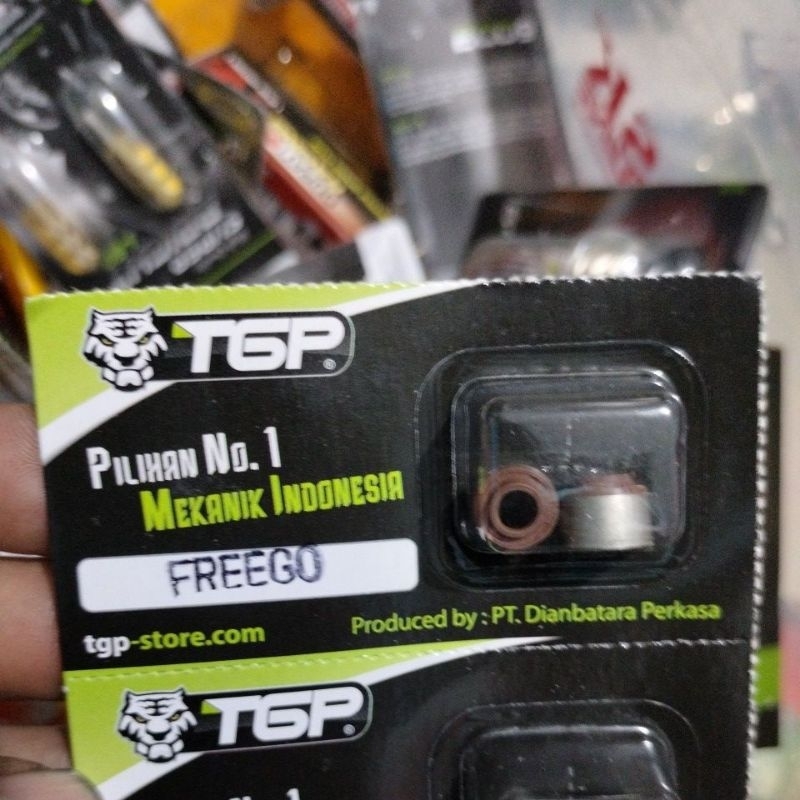 TGP®
PILIHAN NO. 1
MEKANIK INDONESIA
FREEGO
tgp-store.com
Produced by : PT. Dianbatara Perkasa
TGP®